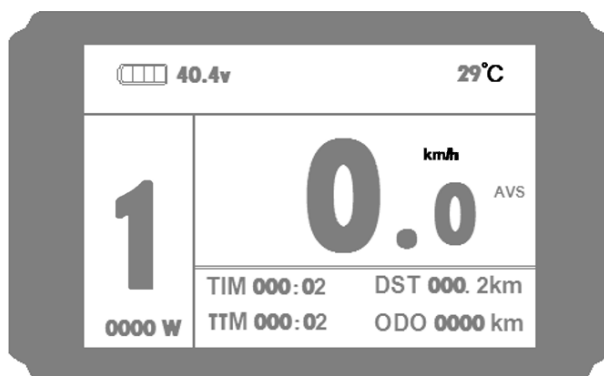 40.4v 29°C
1
0000 W
km/h
0.0 AVS
TIM 000:02 DST 000. 2km
TTM 000:02 ODO 0000 km